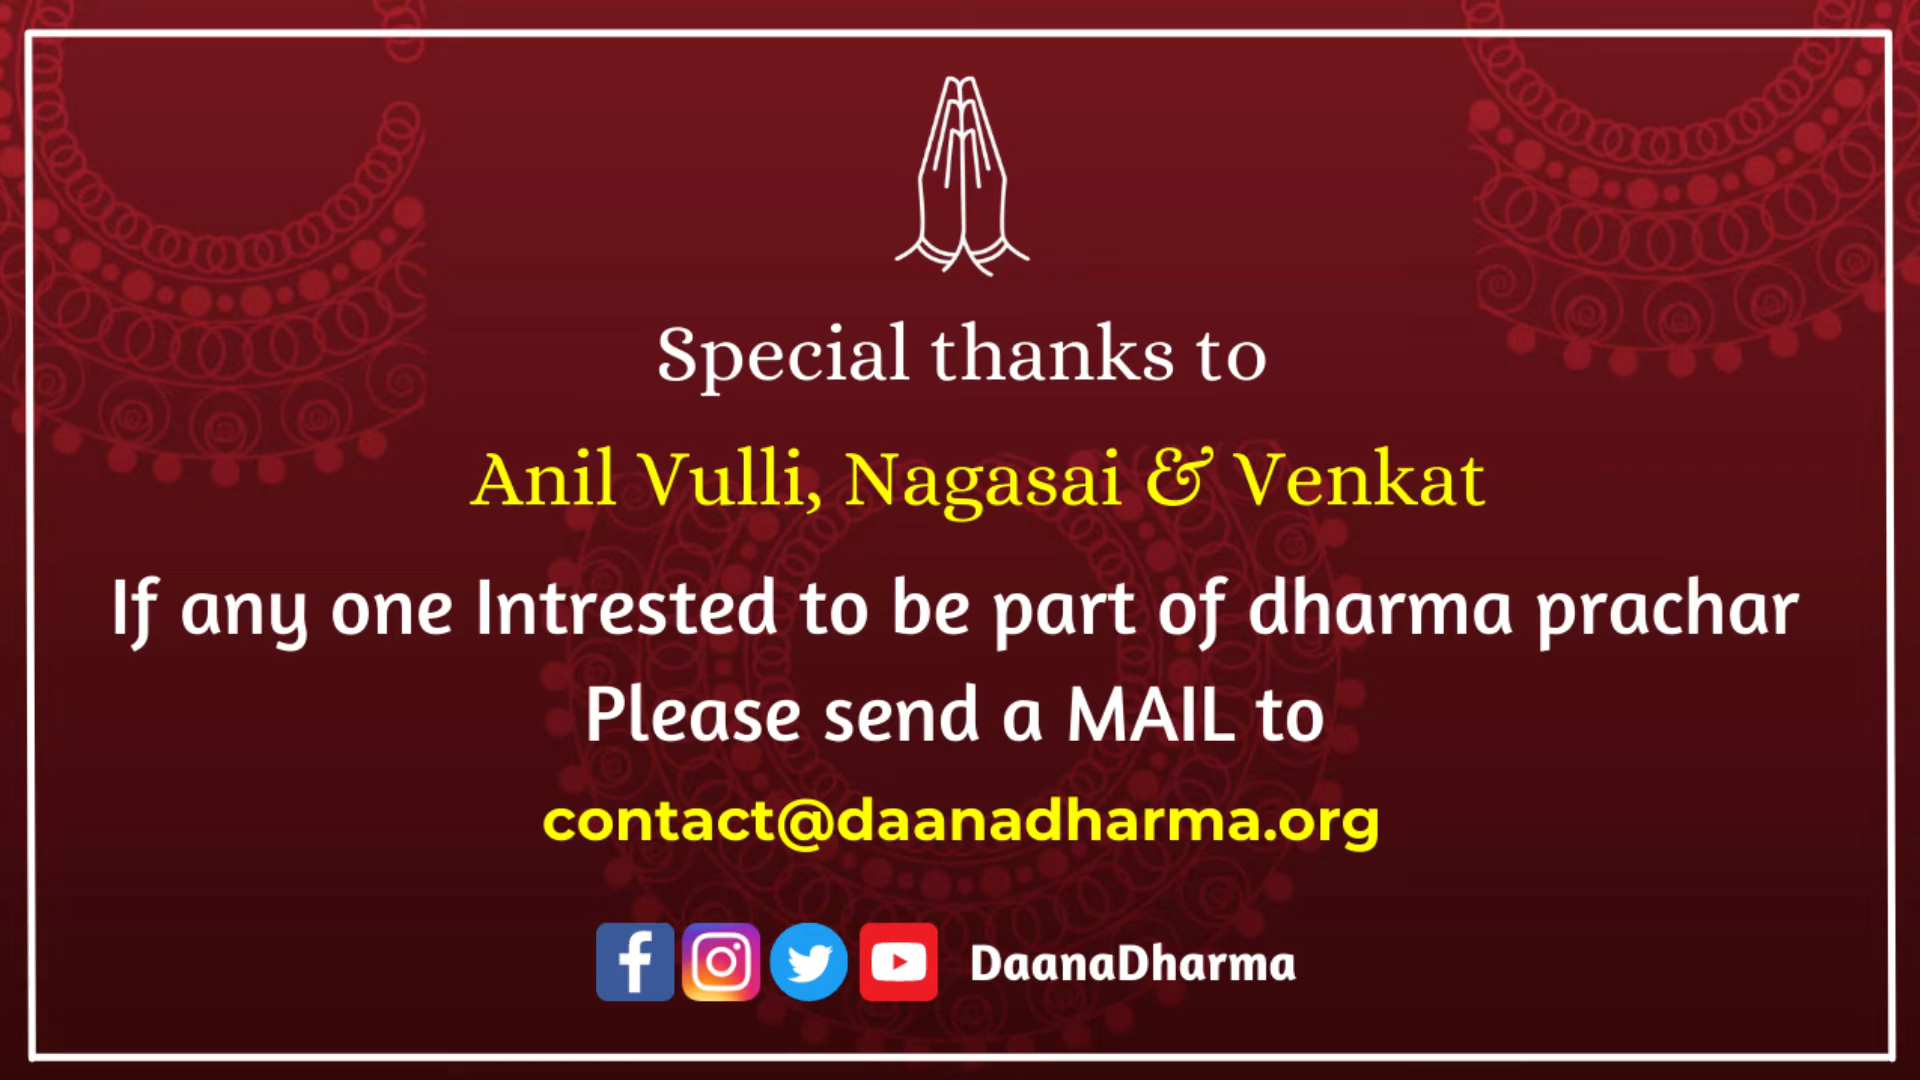 Special thanks to
Anil Vulli, Nagasai & Venkat
If any one Intrested to be part of dharma prachar
Please send a MAIL to
contact@daanadharma.org
DaanaDharma